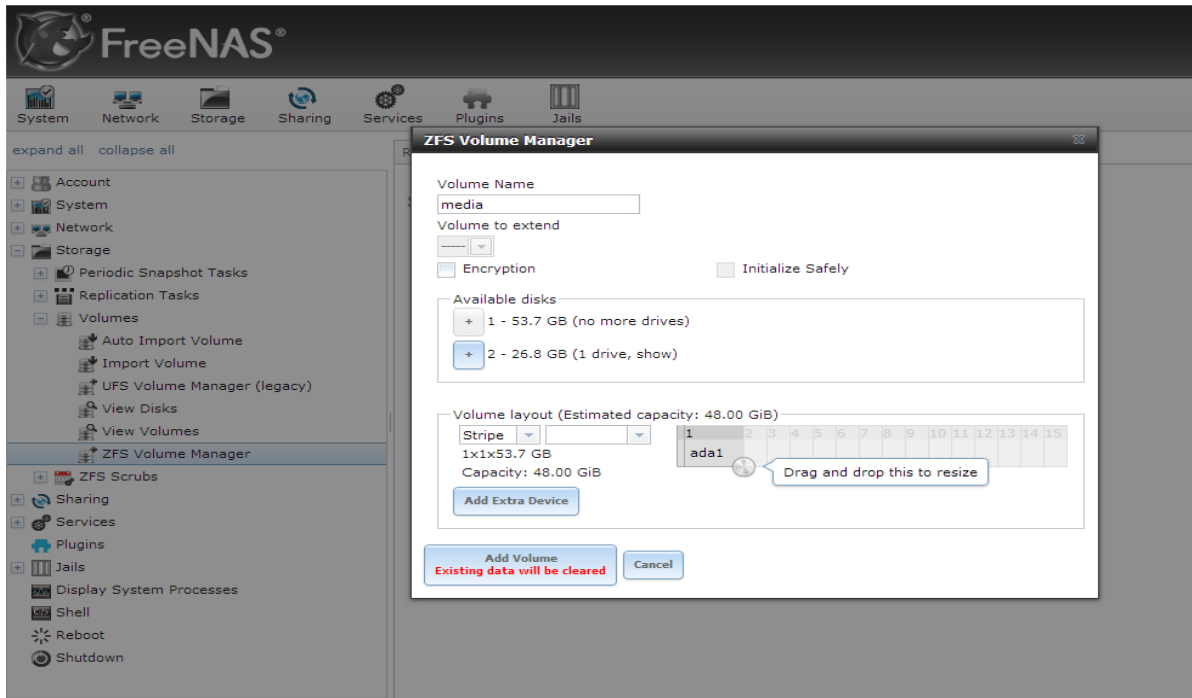 FreeNAS®
System Network Storage Sharing Services Plugins Jails
expand all collapse all
Account
System
Network
Storage
Periodic Snapshot Tasks
Replication Tasks
Volumes
Auto Import Volume
Import Volume
UFS Volume Manager (legacy)
View Disks
View Volumes
ZFS Volume Manager
ZFS Scrubs
Sharing
Services
Plugins
Jails
Display System Processes
Shell
Reboot
Shutdown
R
ZFS Volume Manager
Volume Name
media
Volume to extend
-----
Encryption Initialize Safely
Available disks
+ 1 - 53.7 GB (no more drives)
+ 2 - 26.8 GB (1 drive, show)
Volume layout (Estimated capacity: 48.00 GiB)
Stripe
1x1x53.7 GB
Capacity: 48.00 GiB
1 2 3 4 5 6 7 8 9 10 11 12 13 14 15
ada1
Drag and drop this to resize
Add Extra Device
Add Volume
Existing data will be cleared
Cancel